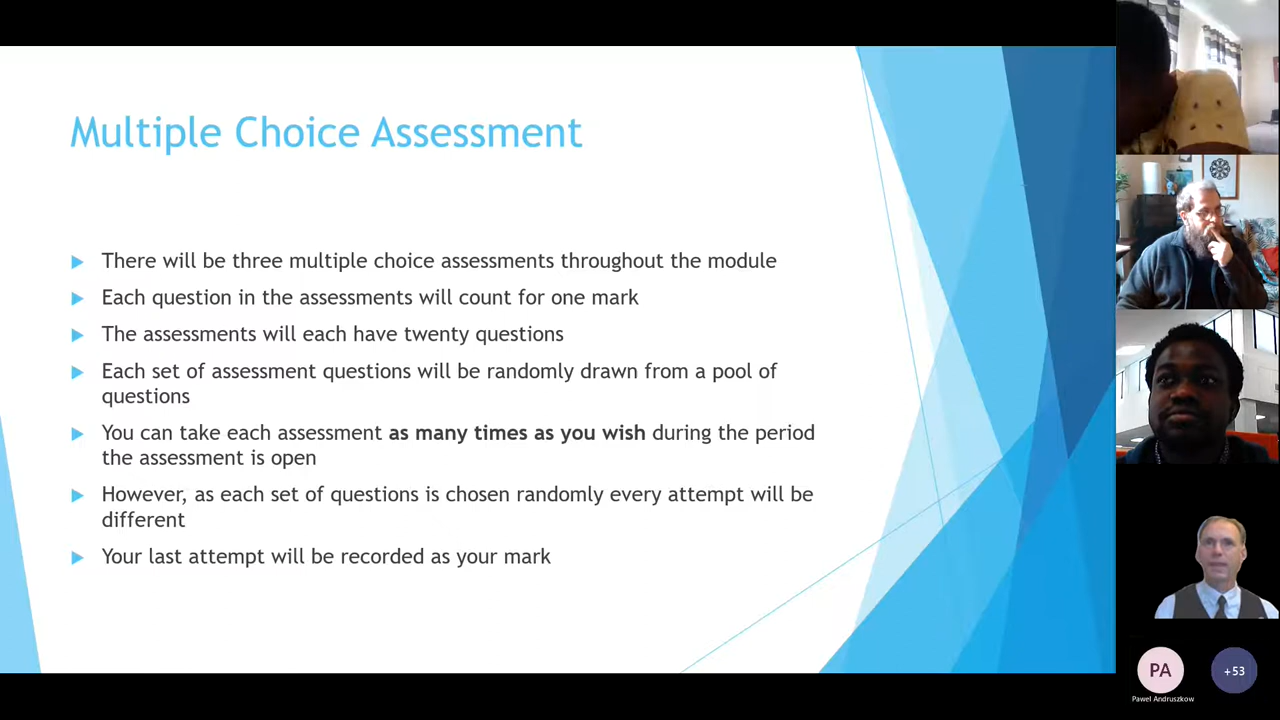 Multiple Choice Assessment
There will be three multiple choice assessments throughout the module
Each question in the assessments will count for one mark
The assessments will each have twenty questions
Each set of assessment questions will be randomly drawn from a pool of
questions
You can take each assessment as many times as you wish during the period
the assessment is open
However, as each set of questions is chosen randomly every attempt will be
different
Your last attempt will be recorded as your mark
PA
+53
Pawel Andruszkow